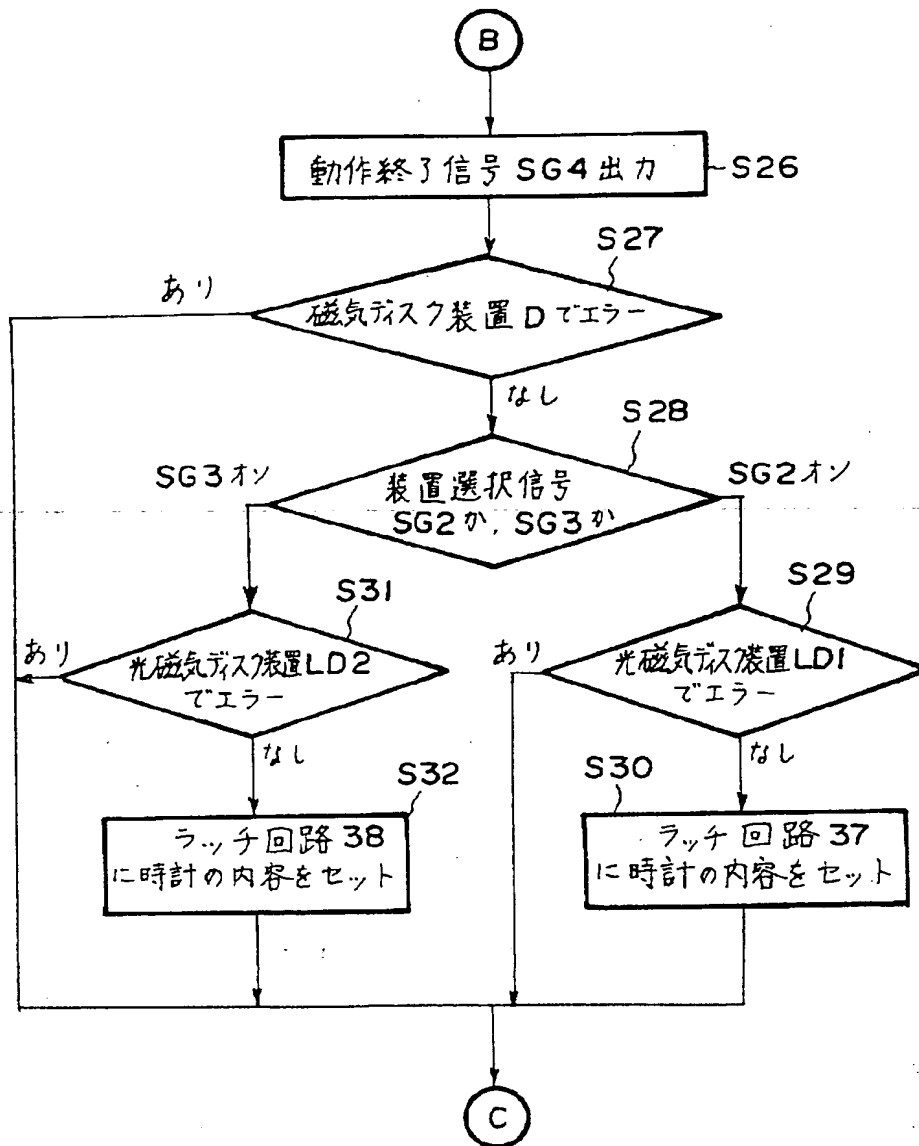 B
動作終了信号 SG4 出力
S26
S27
あり
磁気ディスク装置 D でエラー
なし
S28
SG3 オン
装置選択信号
SG2 か, SG3 か
SG2 オン
S31
S29
あり
光磁気ディスク装置 LD2
でエラー
あり
光磁気ディスク装置 LD1
でエラー
なし
なし
S32
S30
ラッチ回路 38
に時計の内容をセット
ラッチ回路 37
に時計の内容をセット
C